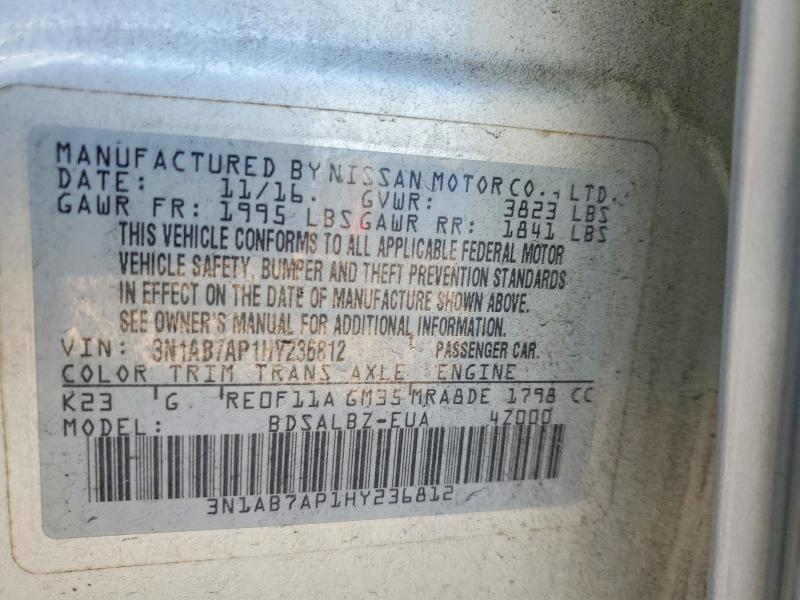 MANUFACTURED BY NISSAN MOTOR CO., LTD.
DATE: 11/16. GVWR: 3823 LBS
GAWR FR: 1995 LBS GAWR RR: 1841 LBS
THIS VEHICLE CONFORMS TO ALL APPLICABLE FEDERAL MOTOR
VEHICLE SAFETY, BUMPER AND THEFT PREVENTION STANDARDS
IN EFFECT ON THE DATE OF MANUFACTURE SHOWN ABOVE.
SEE OWNER'S MANUAL FOR ADDITIONAL INFORMATION.
VIN: 3N1AB7AP1HY236812 PASSENGER CAR.
COLOR TRIM TRANS AXLE ENGINE
K23 G RE0F11A GM35 MRA8DE 1798 CC
MODEL: BDSALBZ-EUA 4Z000
3N1AB7AP1HY236812